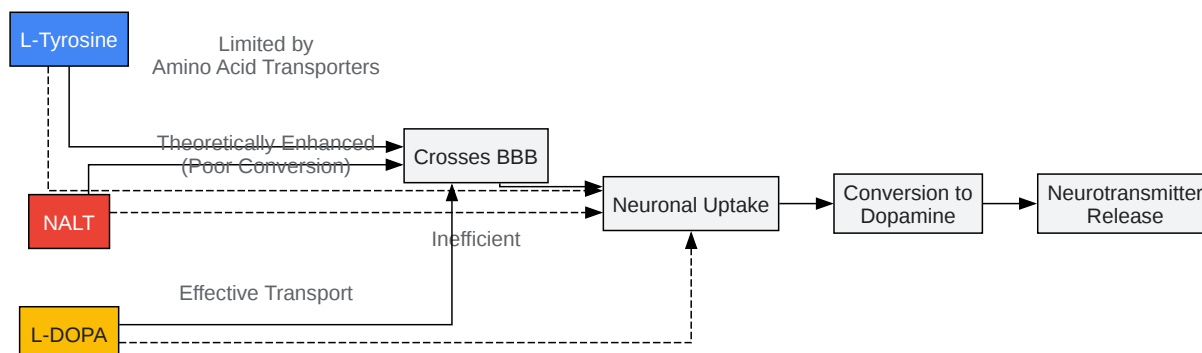 L-Tyrosine
Limited by
Amino Acid Transporters
Theoretically Enhanced
(Poor Conversion)
Crosses BBB
NALT
Neuronal Uptake
Conversion to
Dopamine
Neurotransmitter
Release
Inefficient
Effective Transport
L-DOPA